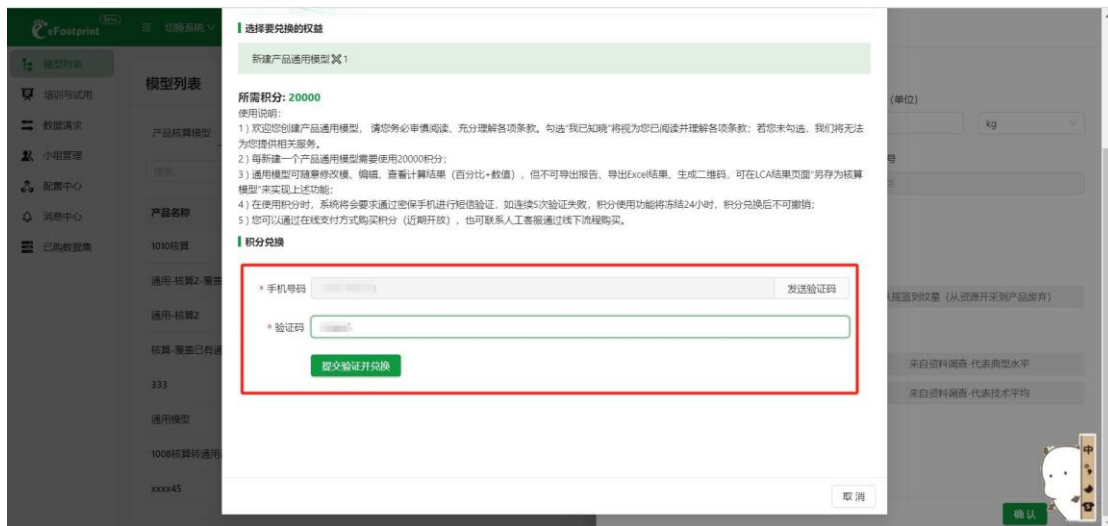 eFootprint
(Beta)
切换系统
模型列表
培训与试用
数据请求
小组管理
配置中心
消息中心
已购数据集
模型列表
产品核算模型
搜索
产品名称
1010核算
通用-核算2-覆盖
通用-核算2
核算-覆盖已有通
333
通用模型
1008核算转通用
xxxx45
选择要兑换的权益
新建产品通用模型 1
所需积分: 20000
使用说明:
1) 欢迎您创建产品通用模型， 请您务必审慎阅读、充分理解各项条款。勾选“我已知晓”将视为您已阅读并理解各项条款；若您未勾选，我们将无法
为您提供相关服务。
2) 每新建一个产品通用模型需要使用20000积分;
3) 通用模型可随意修改模、编辑、查看计算结果（百分比+数值）, 但不可导出报告、导出Excel结果、生成二维码，可在LCA结果页面“另存为核算
模型”来实现上述功能;
4) 在使用积分时，系统将会要求通过密保手机进行短信验证，如连续5次验证失败，积分使用功能将冻结24小时，积分兑换后不可撤销;
5) 您可以通过在线支付方式购买积分（近期开放）, 也可联系人工客服通过线下流程购买。
积分兑换
* 手机号码
发送验证码
* 验证码
提交验证并兑换
取 消
(单位)
kg
号
从摇篮到坟墓（从资源开采到产品废弃）
来自资料调查-代表典型水平
来自资料调查-代表技术平均
确 认
中